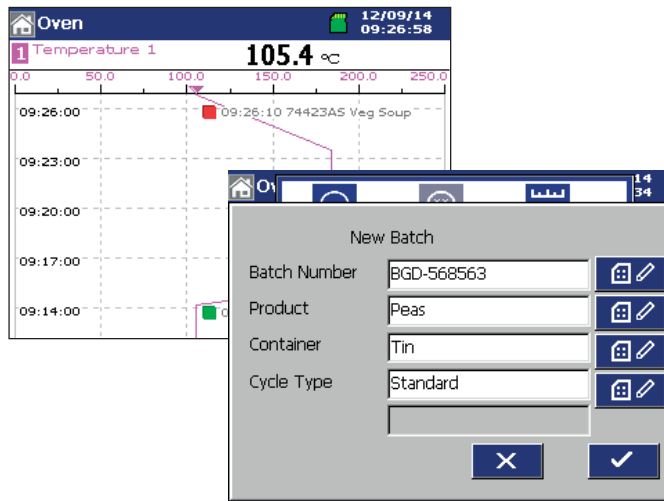 Oven
12/09/14
09:26:58
1 Temperature 1
105.4 °C
0.0 50.0 100.0 150.0 200.0 250.0
09:26:00
09:26:10 74423AS Veg Soup
09:23:00
09:20:00
09:17:00
09:14:00
14
34
New Batch
Batch Number BGD-568563
Product Peas
Container Tin
Cycle Type Standard